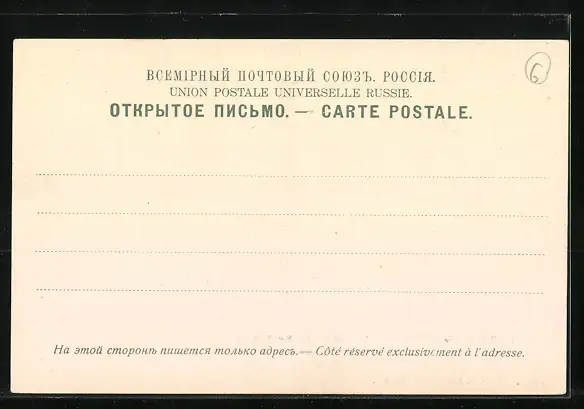 ВСЕМІРНЫЙ ПОЧТОВЫЙ СОЮЗЪ. РОССІЯ.
UNION POSTALE UNIVERSELLE RUSSIE.
ОТКРЫТОЕ ПИСЬМО. — CARTE POSTALE.
6
На этой сторонѣ пишется только адресъ. — Côté réservé exclusivement à l'adresse.